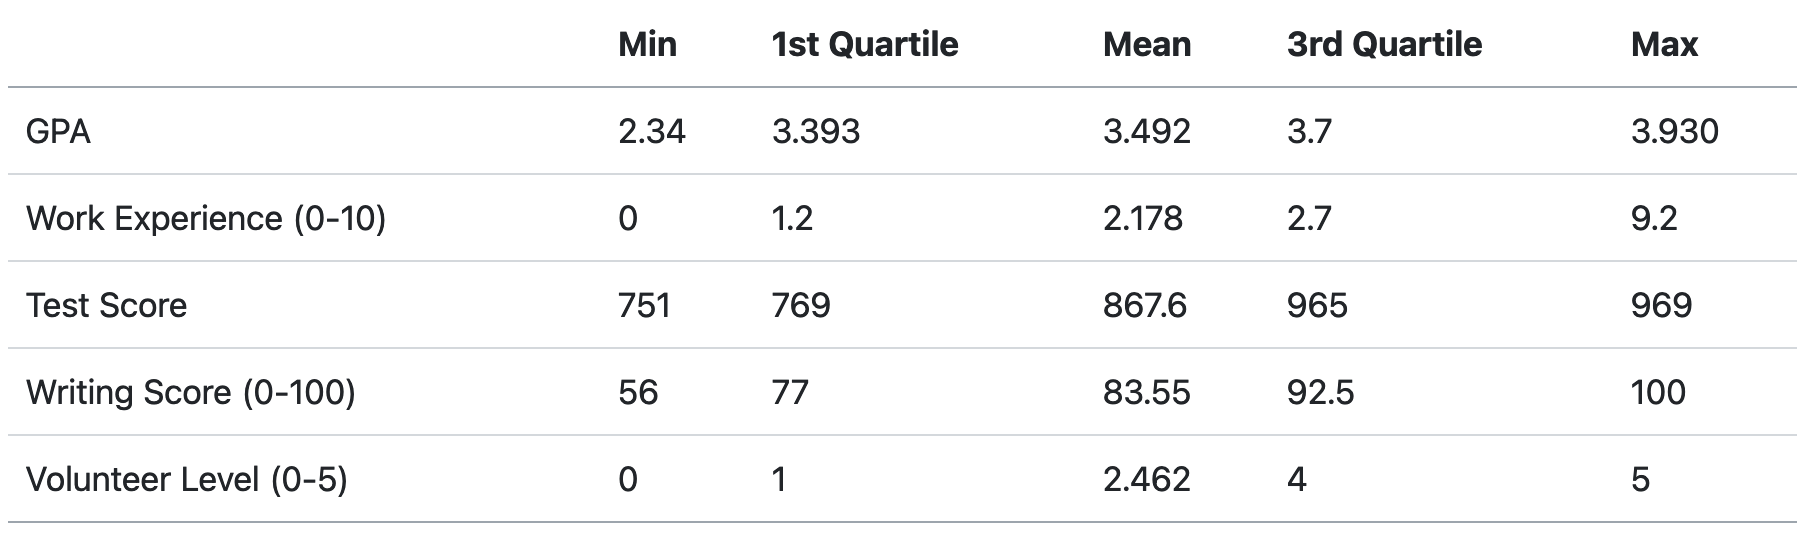 Min 1st Quartile Mean 3rd Quartile Max
GPA 2.34 3.393 3.492 3.7 3.930
Work Experience (0-10) 0 1.2 2.178 2.7 9.2
Test Score 751 769 867.6 965 969
Writing Score (0-100) 56 77 83.55 92.5 100
Volunteer Level (0-5) 0 1 2.462 4 5